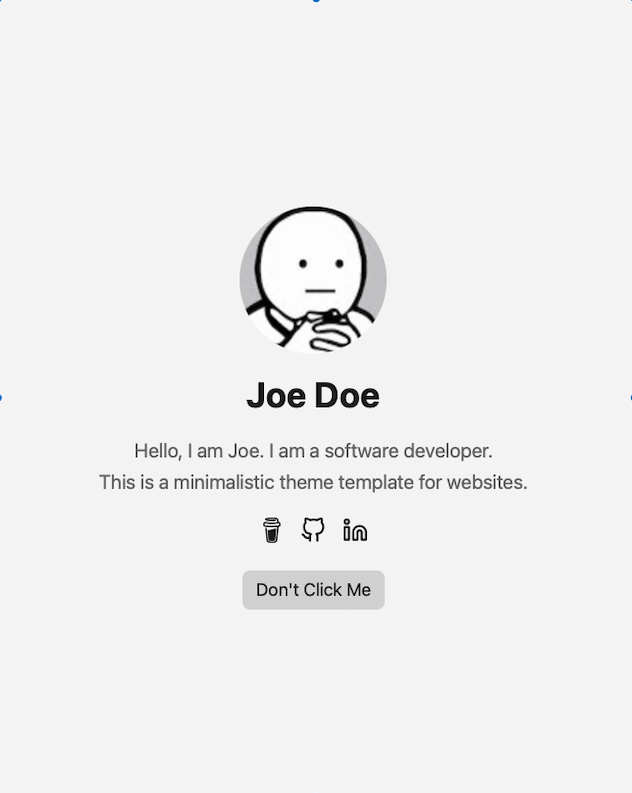 Joe Doe
Hello, I am Joe. I am a software developer.
This is a minimalistic theme template for websites.
Don't Click Me